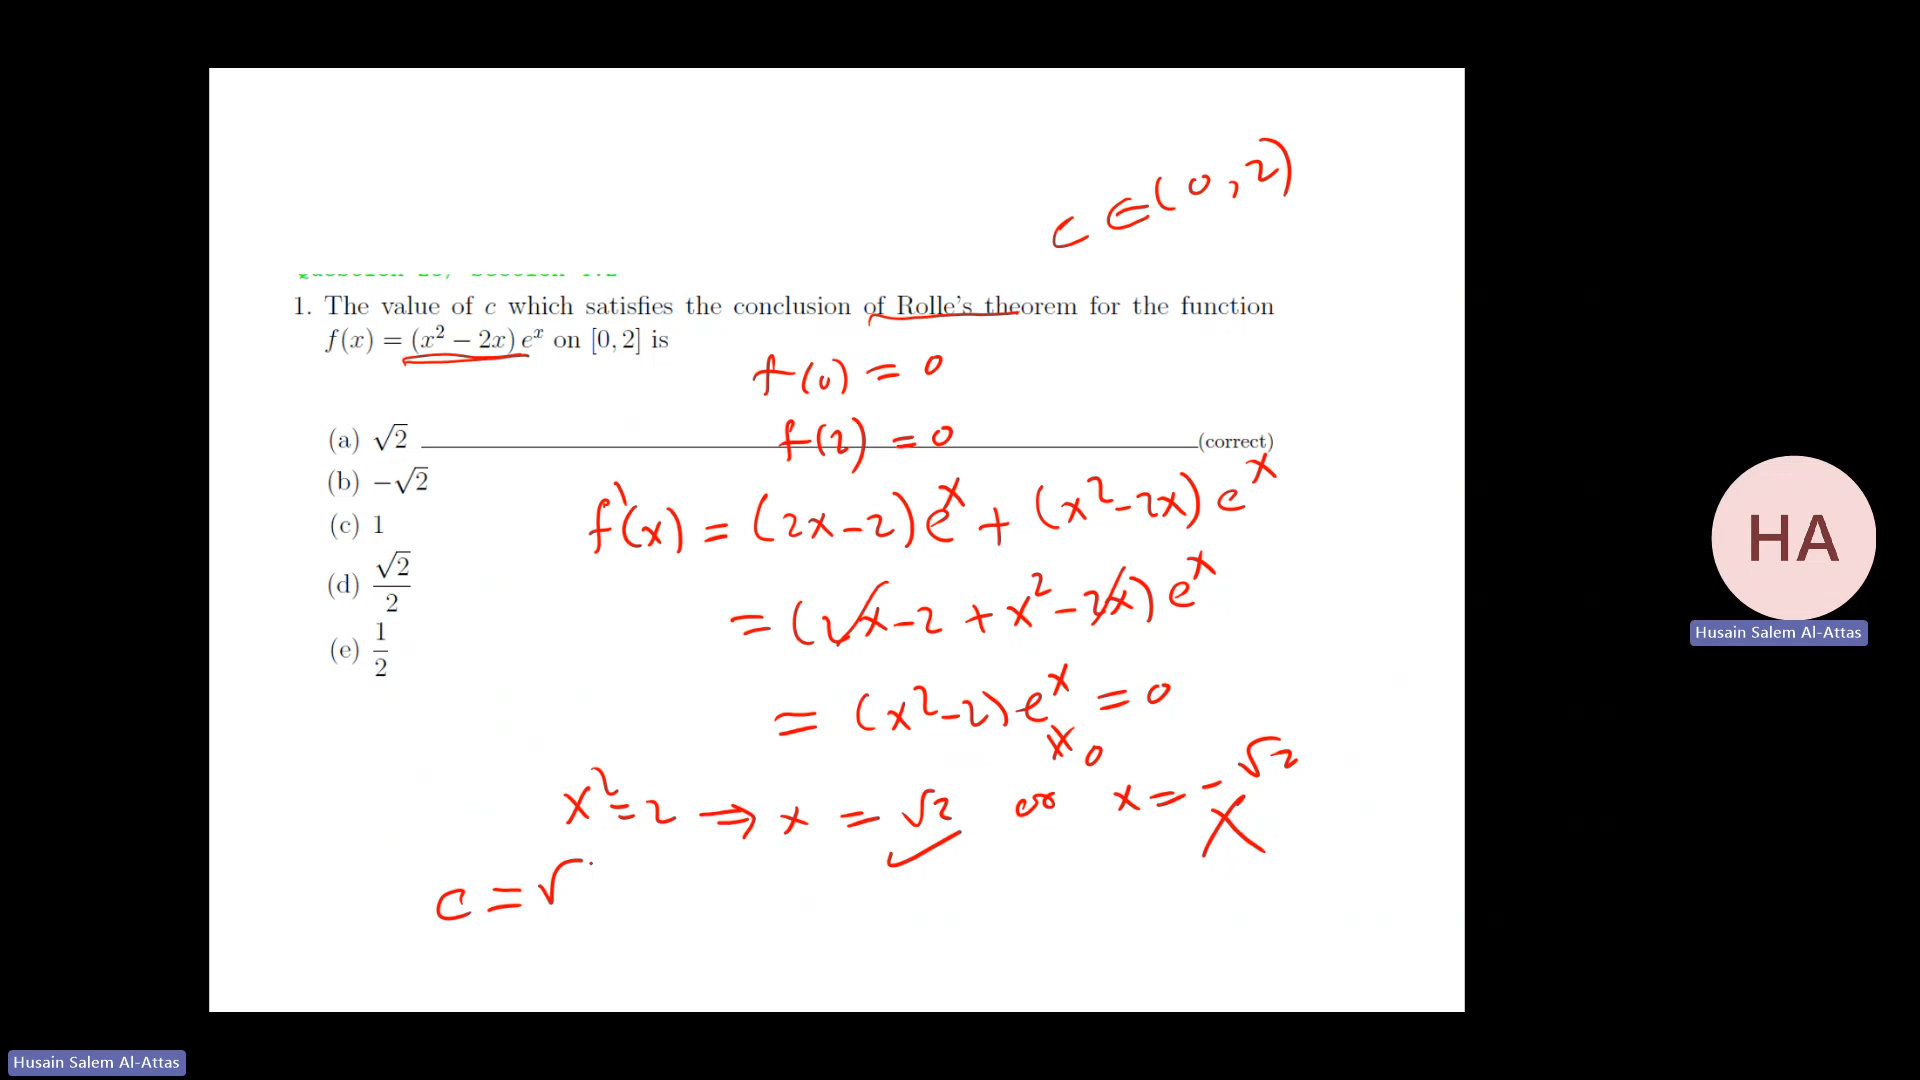 c ∈ (0, 2)
1. The value of c which satisfies the conclusion of Rolle's theorem for the function
f(x) = (x² − 2x) eˣ on [0, 2] is
f(0) = 0
(a) √2 (correct)
f(2) = 0
(b) −√2
f'(x) = (2x-2)eˣ + (x²-2x) eˣ
(c) 1
(d) √2/2
= (2x-2 + x² - 2x) eˣ
(e) 1/2
= (x²-2) eˣ = 0
≠ 0
x² = 2 ⇒ x = √2 or x = -√2
c = √
HA
Husain Salem Al-Attas
Husain Salem Al-Attas